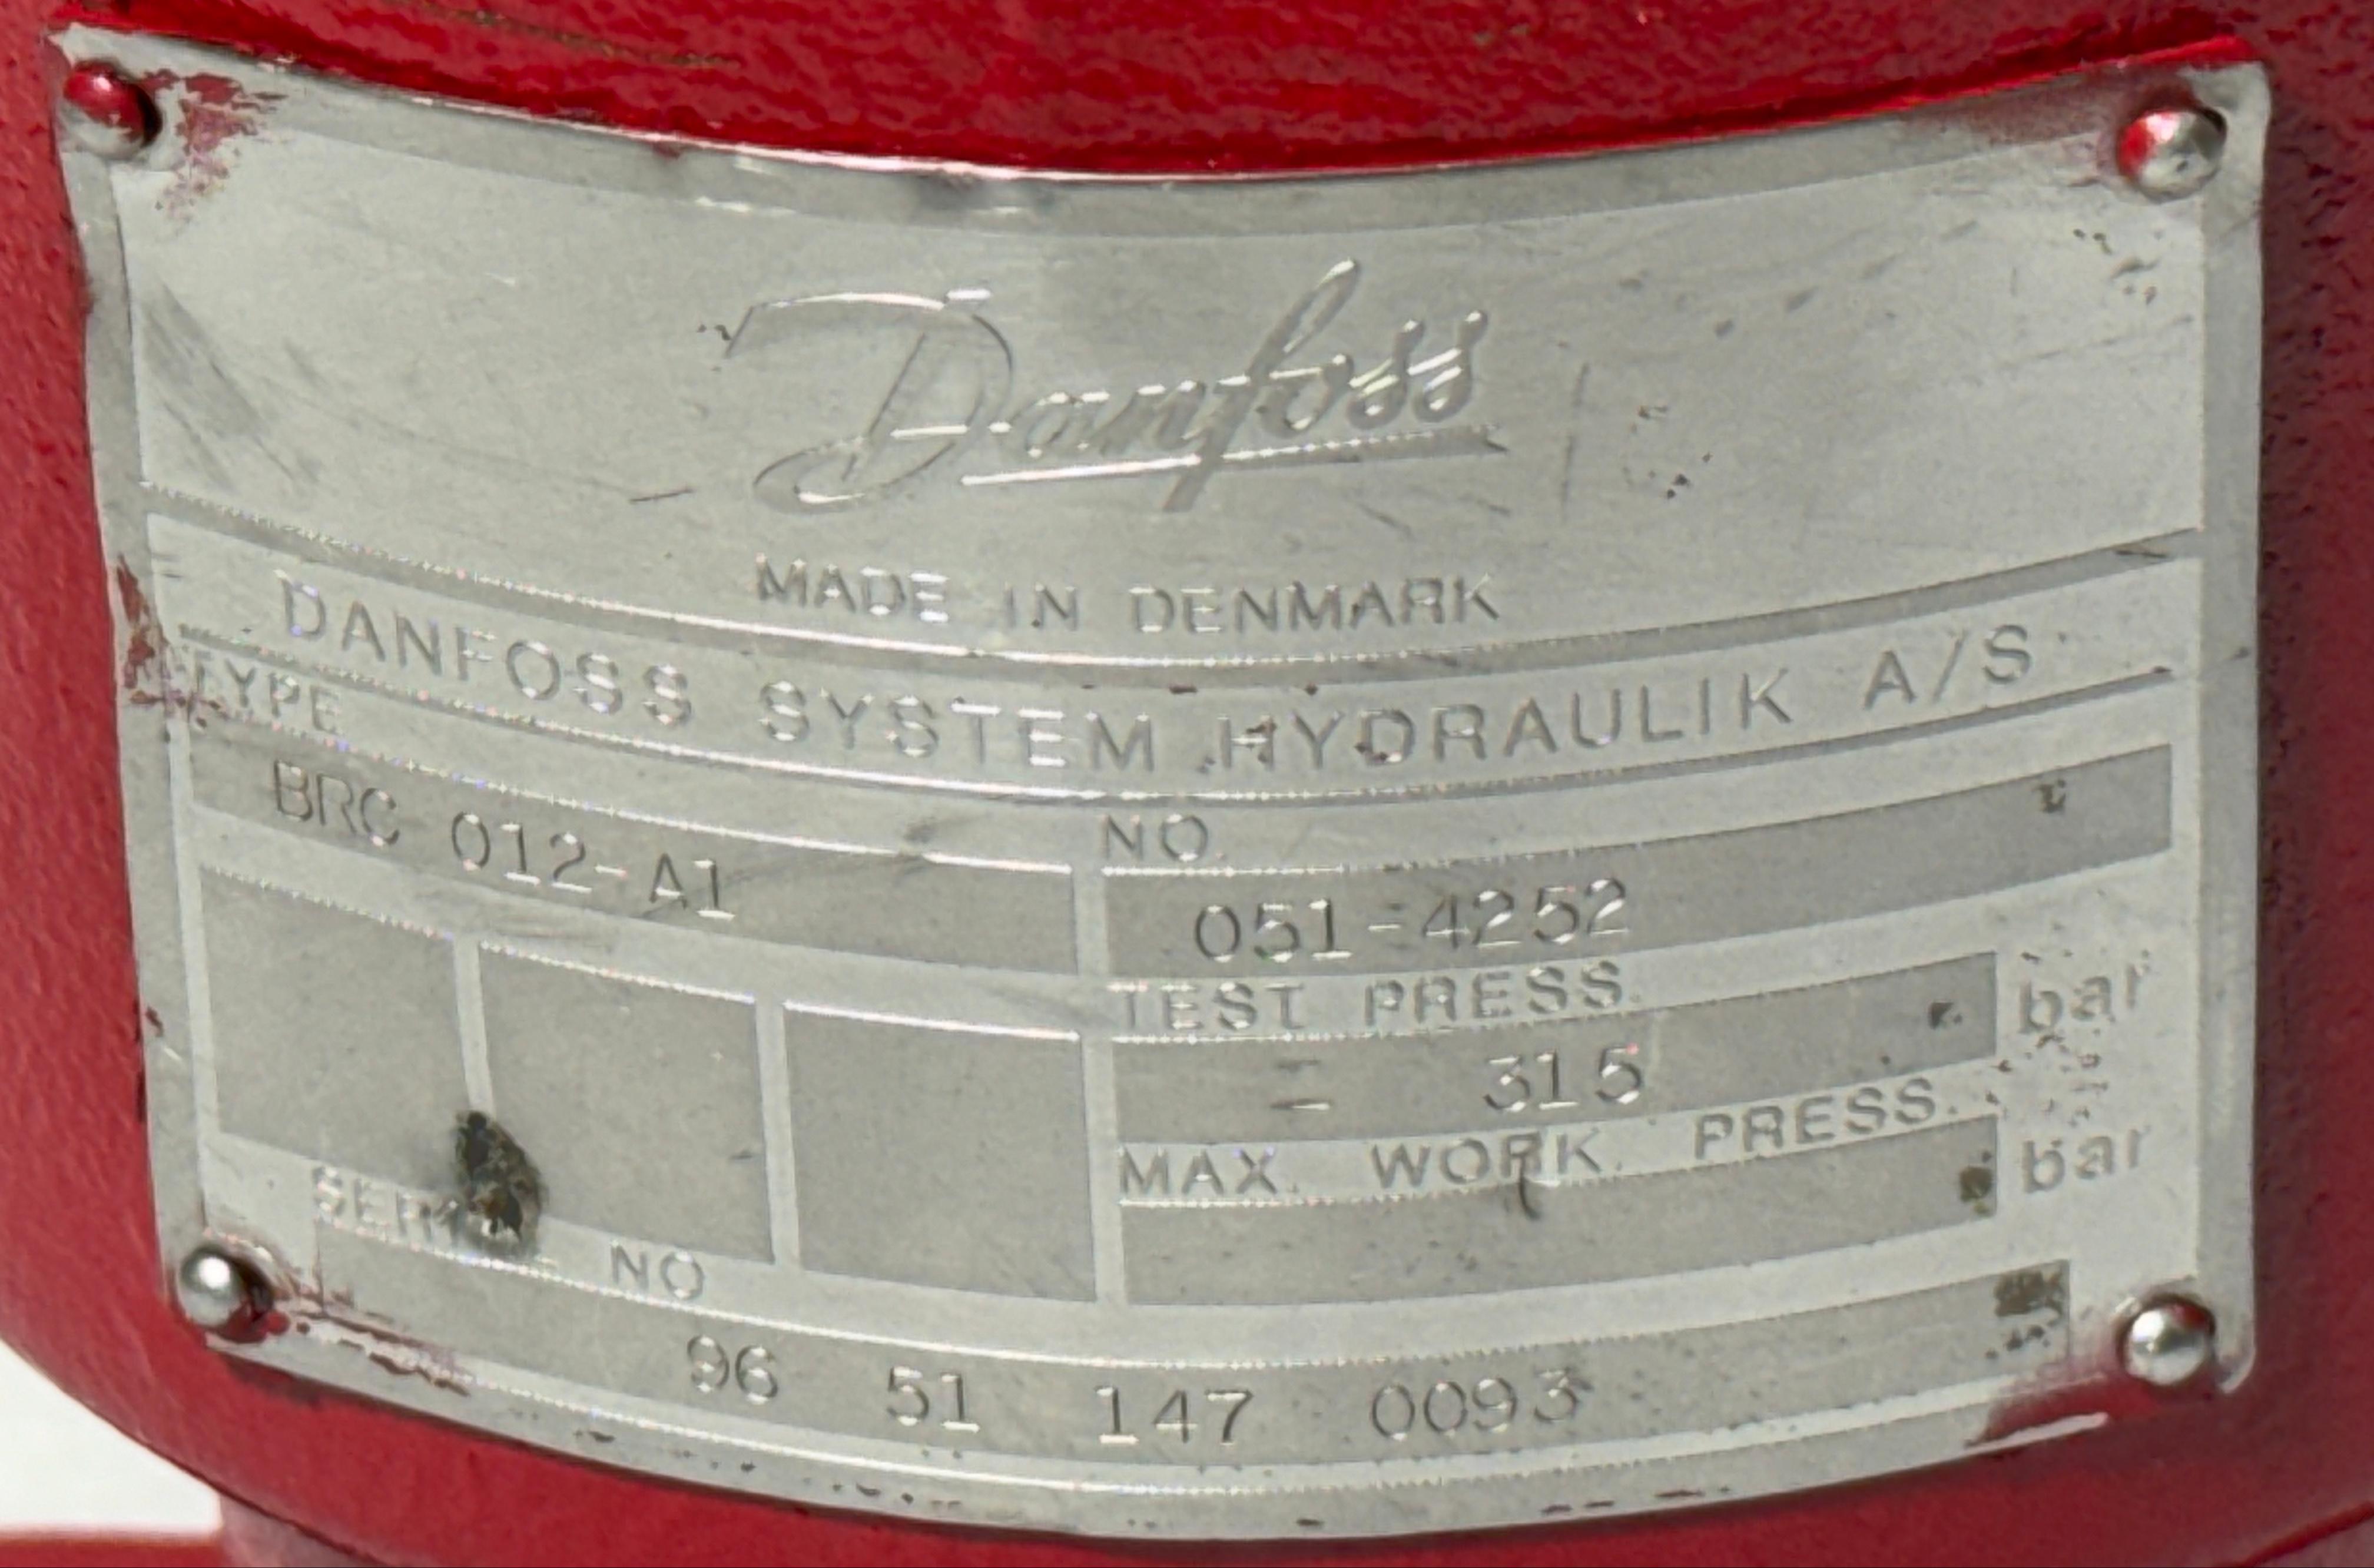 Danfoss
MADE IN DENMARK
DANFOSS SYSTEM HYDRAULIK A/S
TYPE
BRC 012-A1
NO.
051-4252
TEST PRESS.
= 315 bar
MAX. WORK. PRESS.
bar
SERIAL NO
96 51 147 0093